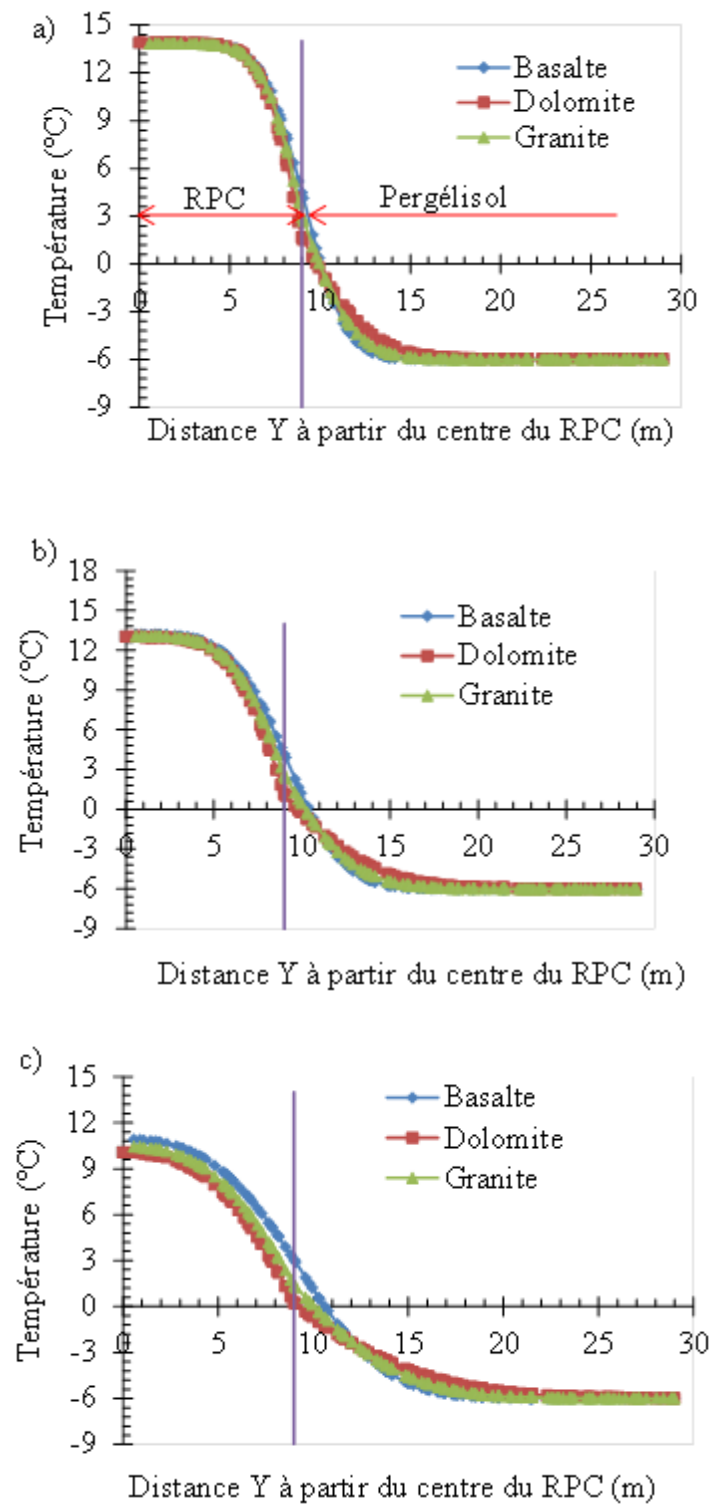 a)
15
12
9
6
3
0
-3
-6
-9
Température (°C)
Basalte
Dolomite
Granite
RPC
Pergélisol
0 5 10 15 20 25 30
Distance Y à partir du centre du RPC (m)
b)
18
15
12
9
6
3
0
-3
-6
-9
Température (°C)
Basalte
Dolomite
Granite
0 5 10 15 20 25 30
Distance Y à partir du centre du RPC (m)
c)
15
12
9
6
3
0
-3
-6
-9
Température (°C)
Basalte
Dolomite
Granite
0 5 10 15 20 25 30
Distance Y à partir du centre du RPC (m)